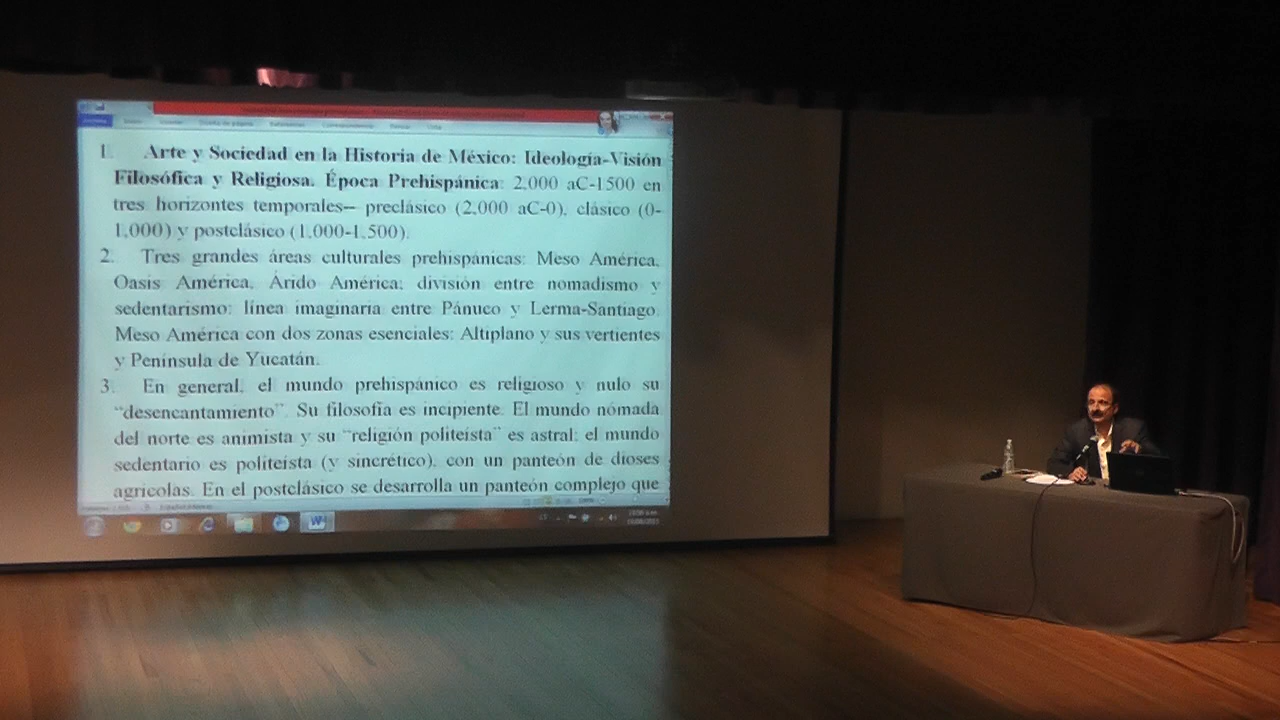 Diseño de página
Vista
1. Arte y Sociedad en la Historia de México: Ideología-Visión
Filosófica y Religiosa. Época Prehispánica: 2,000 aC-1500 en
tres horizontes temporales– preclásico (2,000 aC-0), clásico (0-
1,000) y postclásico (1,000-1,500).
2. Tres grandes áreas culturales prehispánicas: Meso América,
Oasis América, Árido América; división entre nomadismo y
sedentarismo: línea imaginaria entre Pánuco y Lerma-Santiago.
Meso América con dos zonas esenciales: Altiplano y sus vertientes
y Península de Yucatán.
3. En general, el mundo prehispánico es religioso y nulo su
“desencantamiento”. Su filosofía es incipiente. El mundo nómada
del norte es animista y su “religión politeísta” es astral; el mundo
sedentario es politeísta (y sincrético), con un panteón de dioses
agrícolas. En el postclásico se desarrolla un panteón complejo que